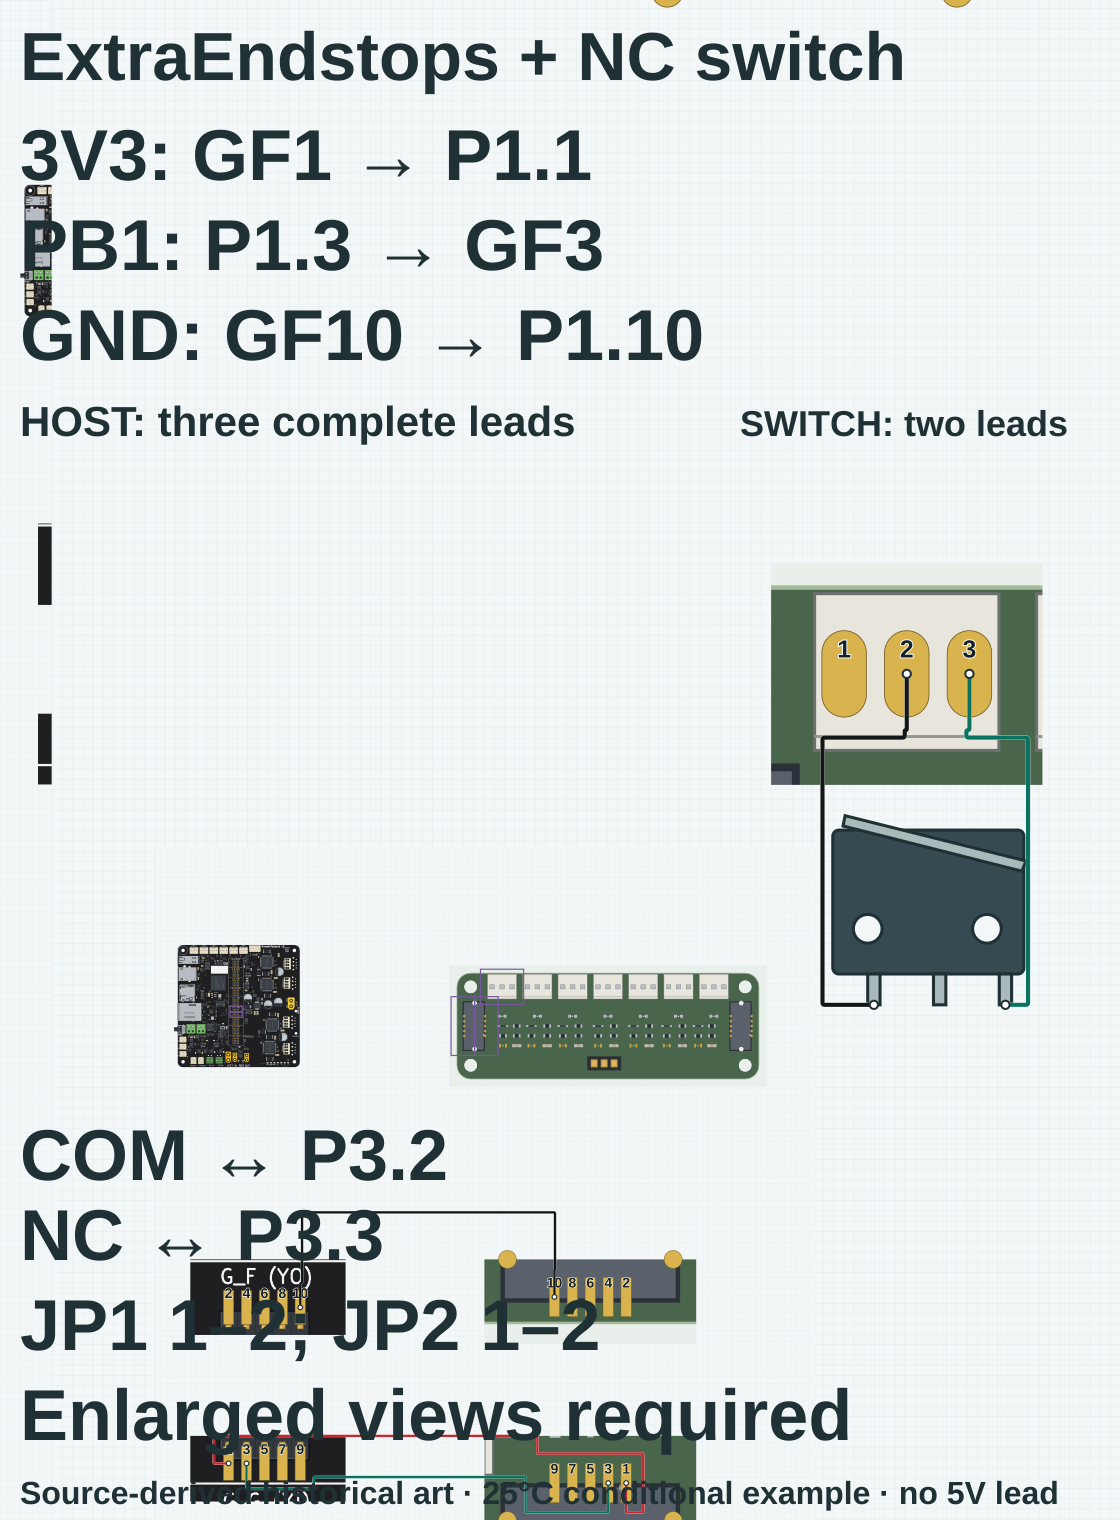 ExtraEndstops + NC switch
3V3: GF1 → P1.1
PB1: P1.3 → GF3
GND: GF10 → P1.10
HOST: three complete leads
SWITCH: two leads
1 2 3
COM ↔ P3.2
NC ↔ P3.3
G_F (YC)
2 4 6 8 10
10 8 6 4 2
JP1 1–2; JP2 1–2
Enlarged views required
1 3 5 7 9
9 7 5 3 1
Source-derived historical art · 25 °C conditional example · no 5V lead